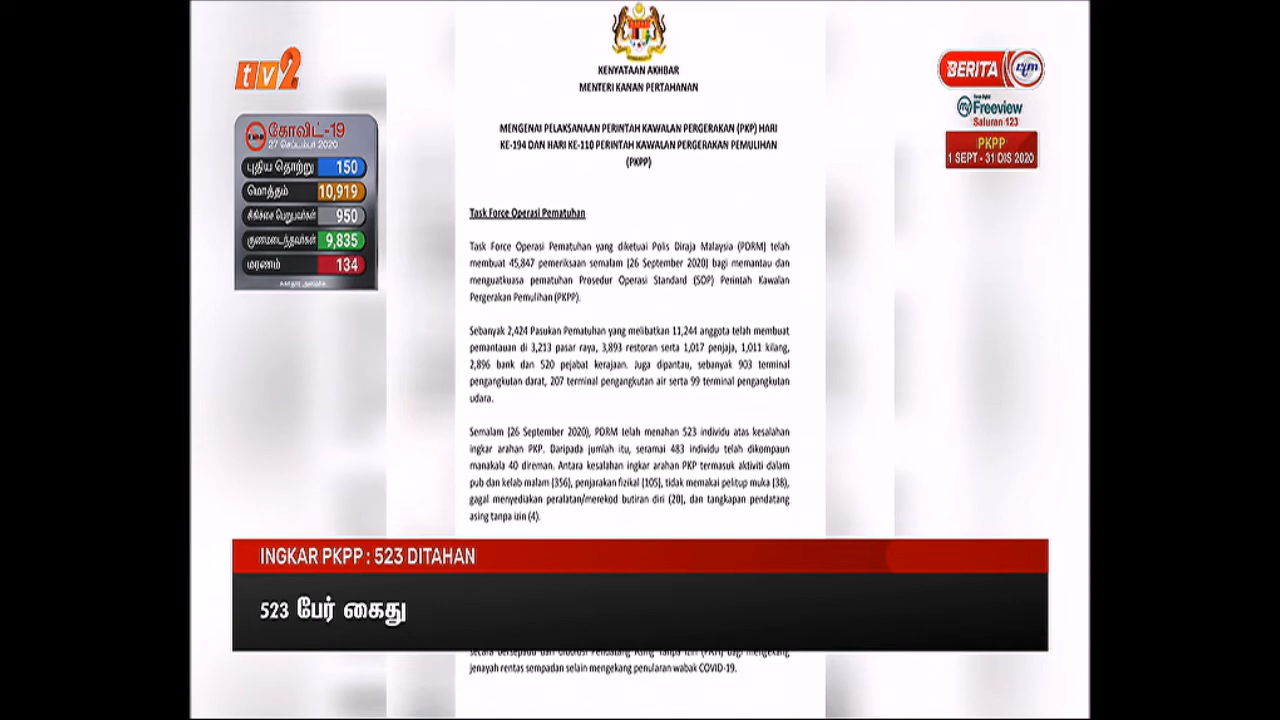 tv2
கோவிட்-19
27 செப்டம்பர் 2020
புதிய தொற்று 150
மொத்தம் 10,919
சிகிச்சை பெறுபவர்கள் 950
குணமடைந்தவர்கள் 9,835
மரணம் 134
BERITA rtm
my Freeview
Saluran 123
PKPP
1 SEPT - 31 DIS 2020
KENYATAAN AKHBAR
MENTERI KANAN PERTAHANAN
MENGENAI PELAKSANAAN PERINTAH KAWALAN PERGERAKAN (PKP) HARI
KE-194 DAN HARI KE-110 PERINTAH KAWALAN PERGERAKAN PEMULIHAN
(PKPP)
Task Force Operasi Pematuhan
Task Force Operasi Pematuhan yang diketuai Polis Diraja Malaysia (PDRM) telah
membuat 45,847 pemeriksaan semalam (26 September 2020) bagi memantau dan
menguatkuasa pematuhan Prosedur Operasi Standard (SOP) Perintah Kawalan
Pergerakan Pemulihan (PKPP).
Sebanyak 2,424 Pasukan Pematuhan yang melibatkan 11,244 anggota telah membuat
pemantauan di 3,213 pasar raya, 3,893 restoran serta 1,017 penjaja, 1,011 kilang,
2,896 bank dan 520 pejabat kerajaan. Juga dipantau, sebanyak 903 terminal
pengangkutan darat, 207 terminal pengangkutan air serta 99 terminal pengangkutan
udara.
Semalam (26 September 2020), PDRM telah menahan 523 individu atas kesalahan
ingkar arahan PKP. Daripada jumlah itu, seramai 483 individu telah dikompaun
manakala 40 direman. Antara kesalahan ingkar arahan PKP termasuk aktiviti dalam
pub dan kelab malam (356), penjarakan fizikal (105), tidak memakai pelitup muka (38),
gagal menyediakan peralatan/merekod butiran diri (20), dan tangkapan pendatang
asing tanpa izin (4).
INGKAR PKPP : 523 DITAHAN
523 பேர் கைது
jenayah rentas sempadan selain mengekang penularan wabak COVID-19.